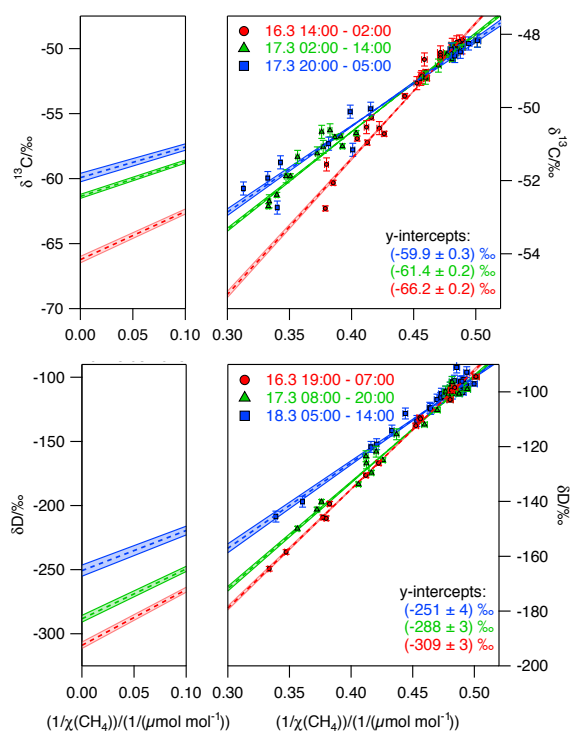 -50
-55
-60
-65
-70
δ¹³C/‰
0.00
0.10
16.3 14:00 - 02:00
17.3 02:00 - 14:00
17.3 20:00 - 05:00
y-intercepts:
(-59.9 ± 0.3) ‰
(-61.4 ± 0.2) ‰
(-66.2 ± 0.2) ‰
0.30
0.35
0.40
0.45
0.50
-48
-50
-52
-54
δ¹³C/‰
-100
-150
-200
-250
-300
δD/‰
0.00
0.10
(1/χ(CH₄))/(1/(μmol mol⁻¹))
16.3 19:00 - 07:00
17.3 08:00 - 20:00
18.3 05:00 - 14:00
y-intercepts:
(-251 ± 4) ‰
(-288 ± 3) ‰
(-309 ± 3) ‰
0.30
0.35
0.40
0.45
0.50
(1/χ(CH₄))/(1/(μmol mol⁻¹))
-100
-120
-140
-160
-180
-200
δD/‰